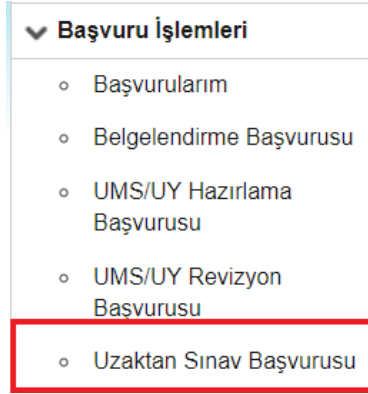 Başvuru İşlemleri
Başvurularım
Belgelendirme Başvurusu
UMS/UY Hazırlama
Başvurusu
UMS/UY Revizyon
Başvurusu
Uzaktan Sınav Başvurusu